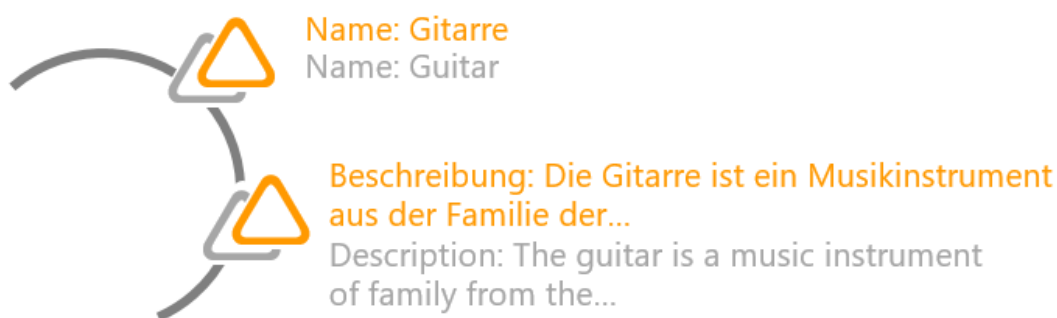 Name: Gitarre
Name: Guitar
Beschreibung: Die Gitarre ist ein Musikinstrument
aus der Familie der...
Description: The guitar is a music instrument
of family from the...